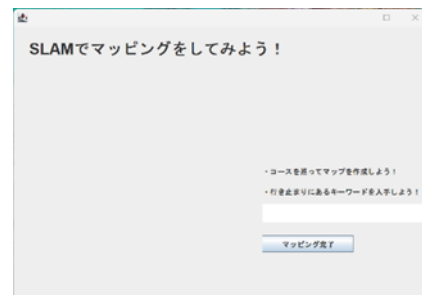 SLAMでマッピングをしてみよう！
・コースを巡ってマップを作成しよう！
・行き止まりにあるキーワードを入手しよう！
マッピング完了